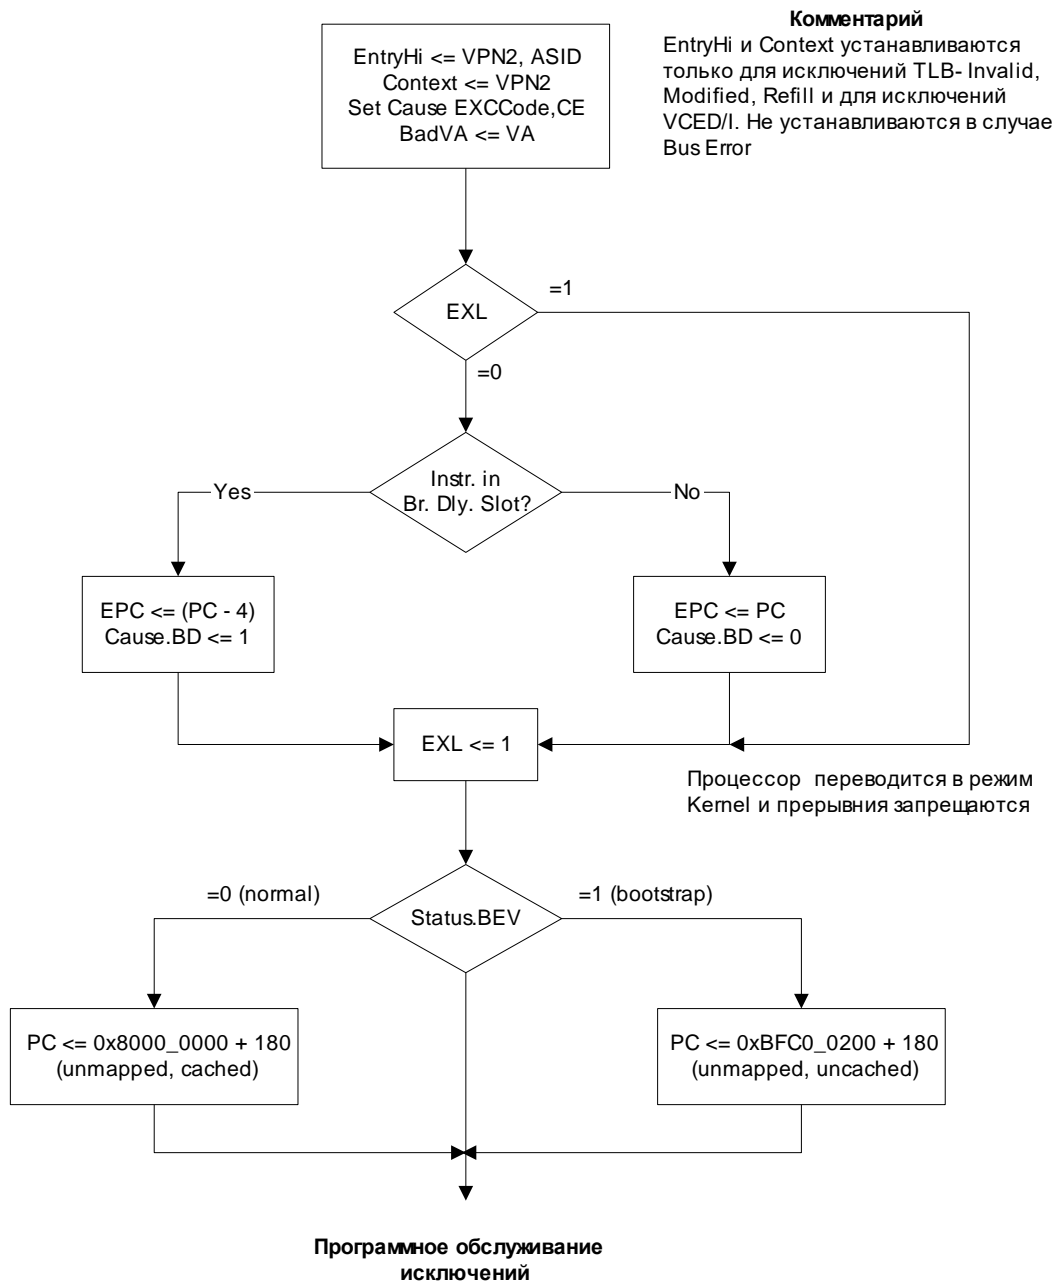 Комментарий
EntryHi и Context устанавливаются
только для исключений TLB- Invalid,
Modified, Refill и для исключений
VCED/I. Не устанавливаются в случае
Bus Error
EntryHi <= VPN2, ASID
Context <= VPN2
Set Cause EXCCode,CE
BadVA <= VA
=1
EXL
=0
Instr. in
Br. Dly. Slot?
Yes
No
EPC <= (PC - 4)
Cause.BD <= 1
EPC <= PC
Cause.BD <= 0
EXL <= 1
Процессор переводится в режим
Kernel и прерывния запрещаются
=0 (normal)
Status.BEV
=1 (bootstrap)
PC <= 0x8000_0000 + 180
(unmapped, cached)
PC <= 0xBFC0_0200 + 180
(unmapped, uncached)
Программное обслуживание
исключений